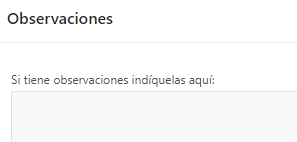 Observaciones
Si tiene observaciones indíquelas aquí: